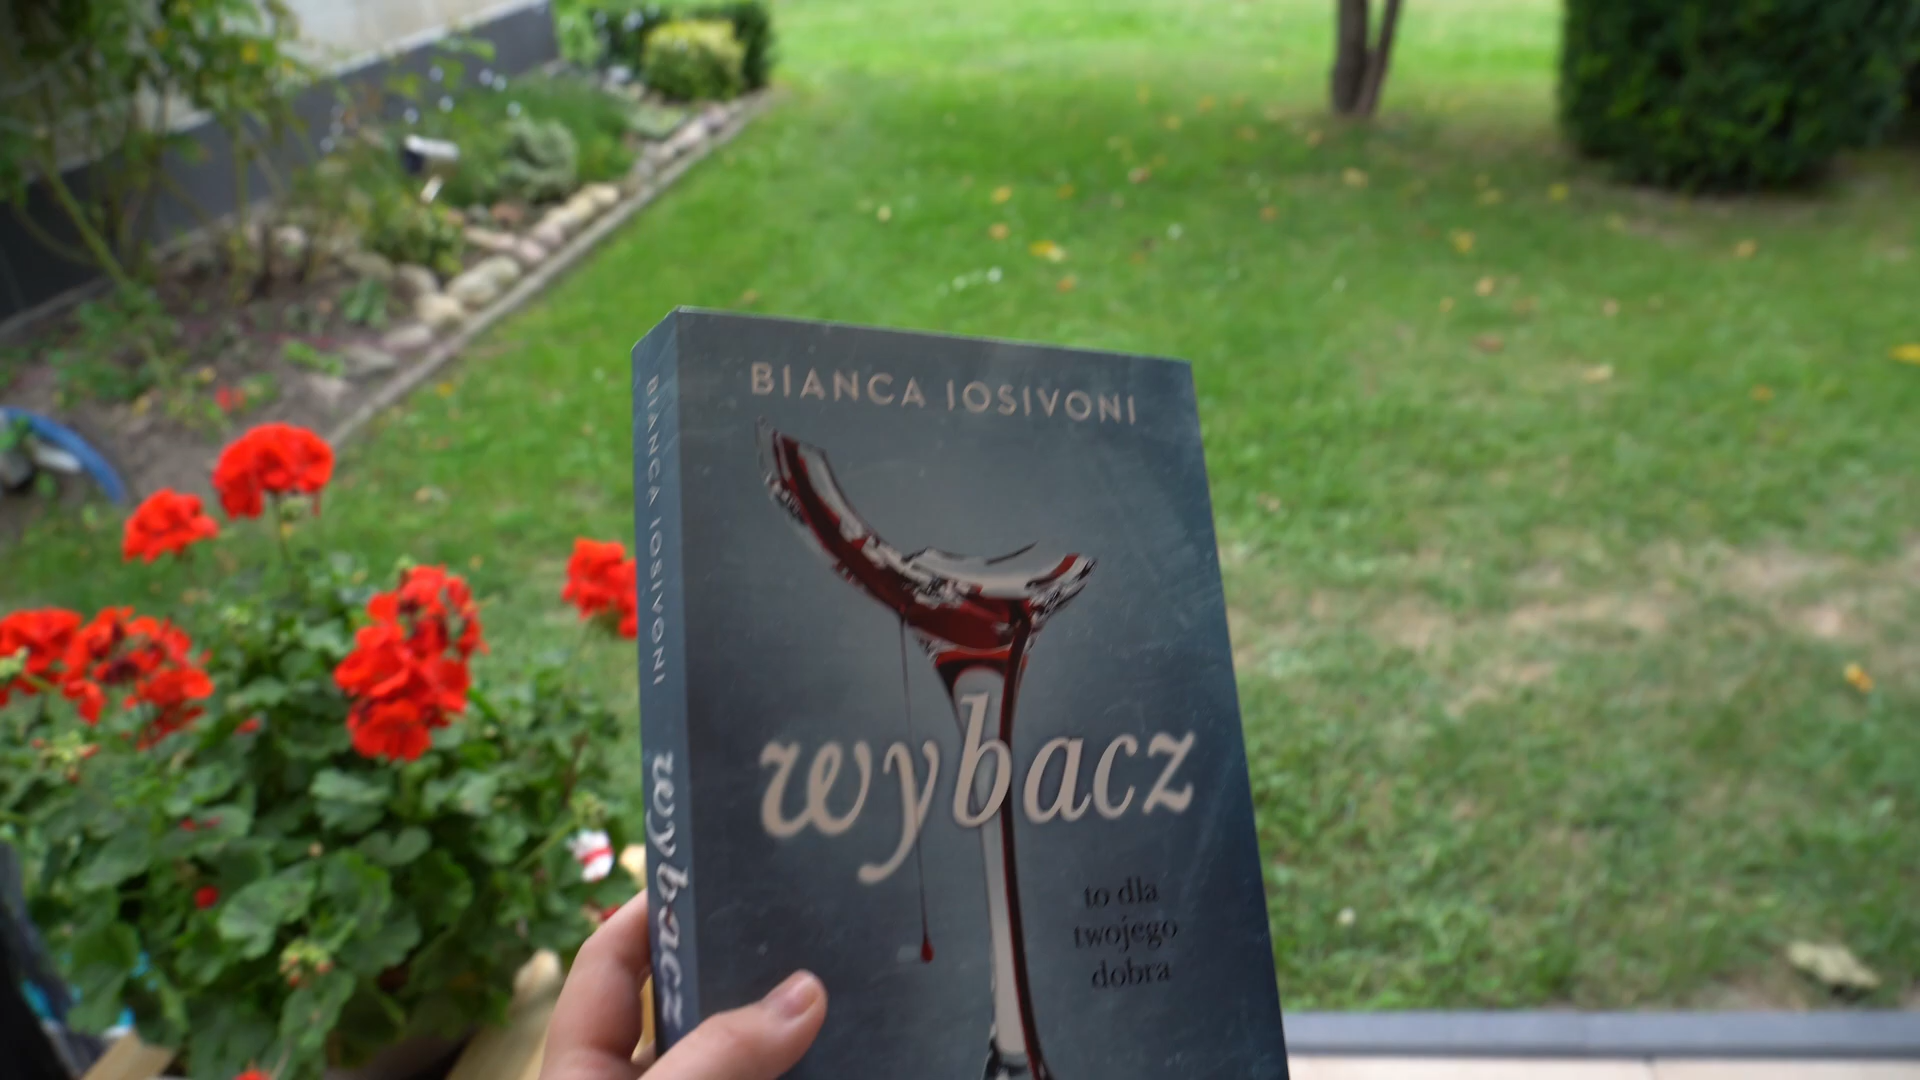 BIANCA IOSIVONI
wybacz
to dla
twojego
dobra
BIANCA IOSIVONI
wybacz